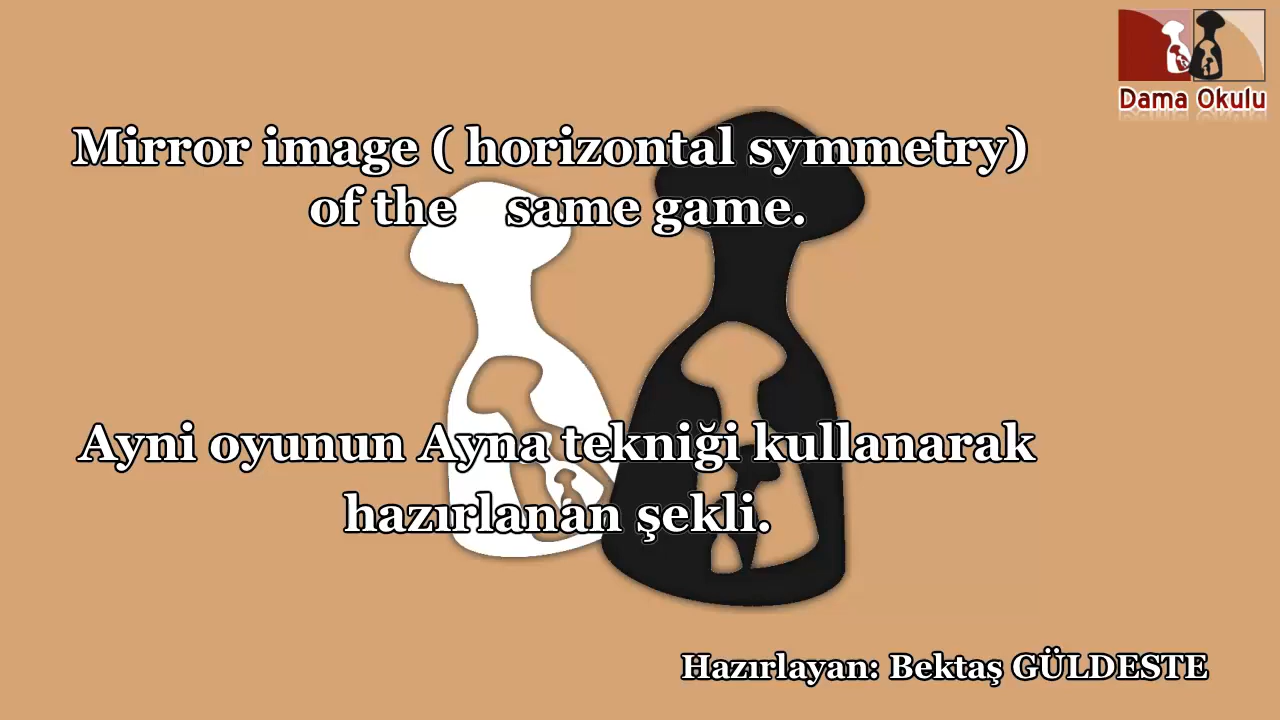 Dama Okulu
Mirror image ( horizontal symmetry)
of the same game.
Ayni oyunun Ayna tekniği kullanarak
hazırlanan şekli.
Hazırlayan: Bektaş GÜLDESTE